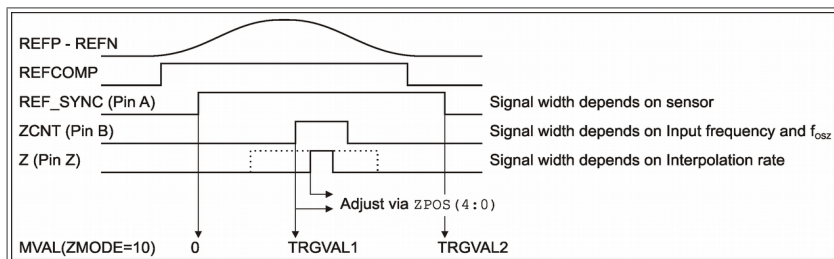 REFP - REFN
REFCOMP
REF_SYNC (Pin A) Signal width depends on sensor
ZCNT (Pin B) Signal width depends on Input frequency and fosz
Z (Pin Z) Signal width depends on Interpolation rate
Adjust via ZPOS(4:0)
MVAL(ZMODE=10) 0 TRGVAL1 TRGVAL2